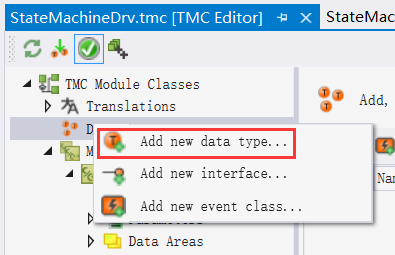 StateMachineDrv.tmc [TMC Editor]
StateMac
TMC Module Classes
Add,
Translations
D
Add new data type...
M
Add new interface...
Nam
Add new event class...
Data Areas